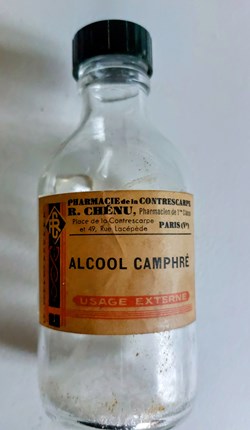 PHARMACIE de la CONTRESCARPE
R. CHÉNU, Pharmacien de 1re Classe
Place de la Contrescarpe
et 49, Rue Lacépède PARIS (Ve)
ALCOOL CAMPHRÉ
USAGE EXTERNE